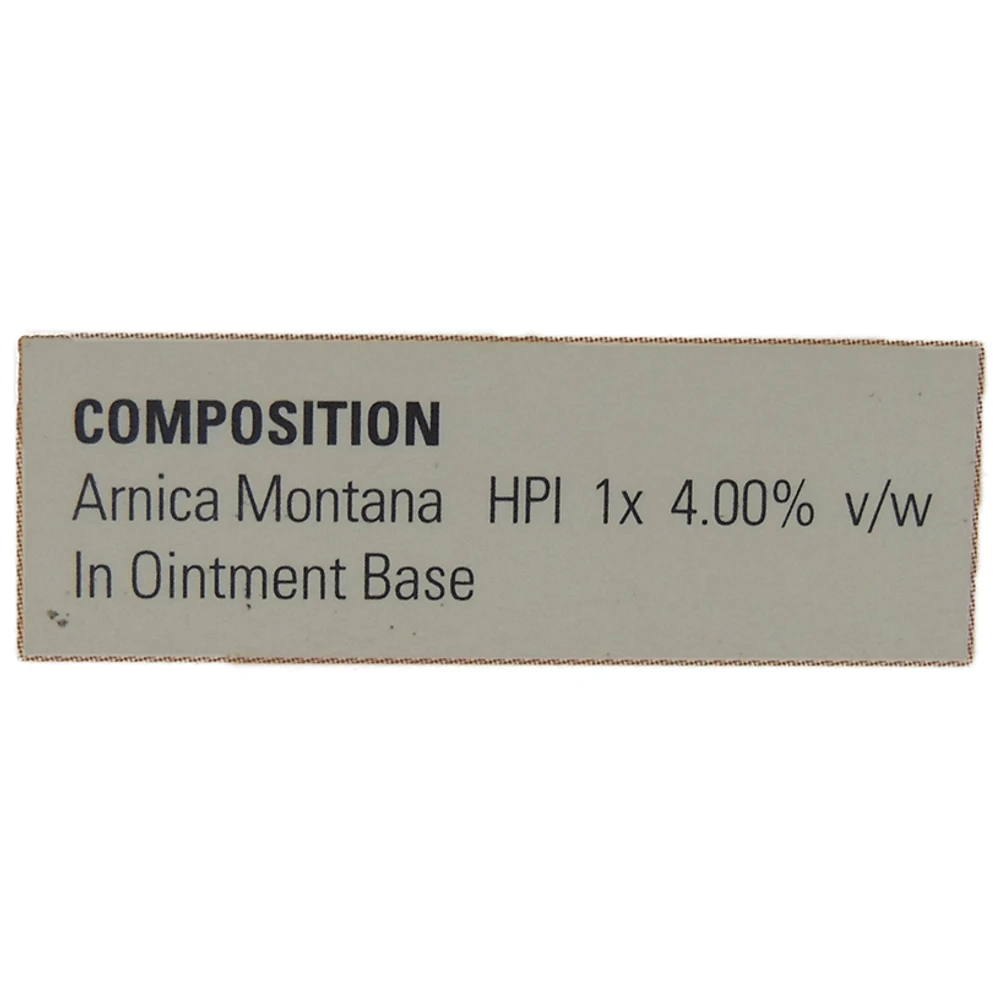 COMPOSITION
Arnica Montana HPI 1x 4.00% v/w
In Ointment Base